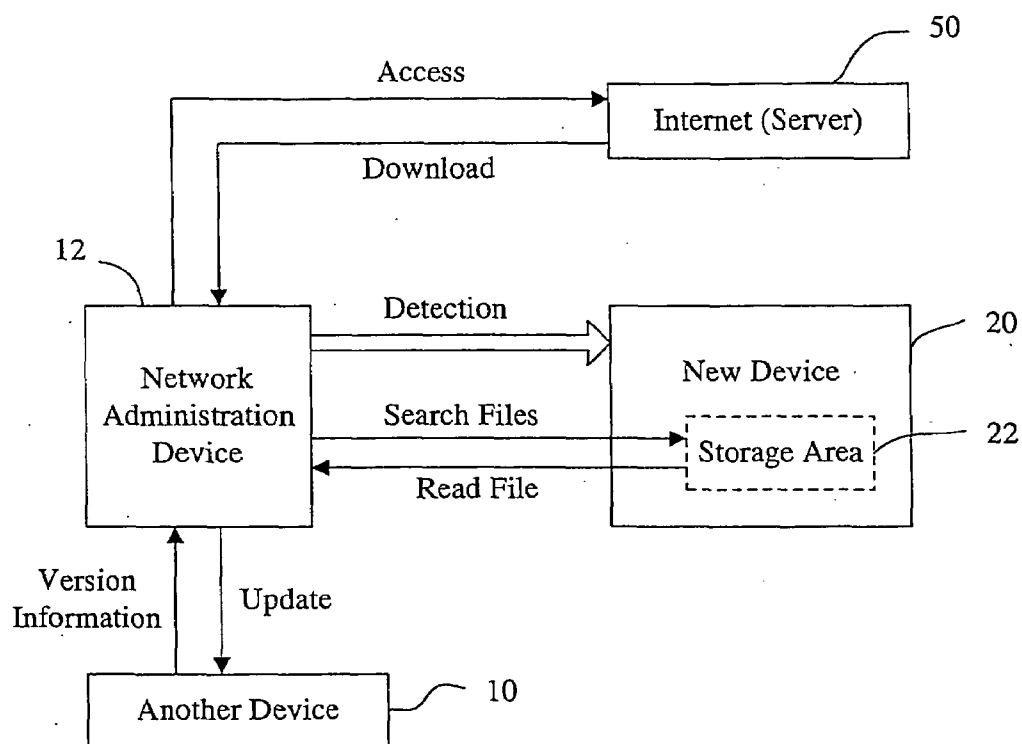 50
Access
Internet (Server)
Download
12
Detection
20
New Device
Network
Administration
Device
Search Files
Storage Area
22
Read File
Version
Information
Update
10
Another Device